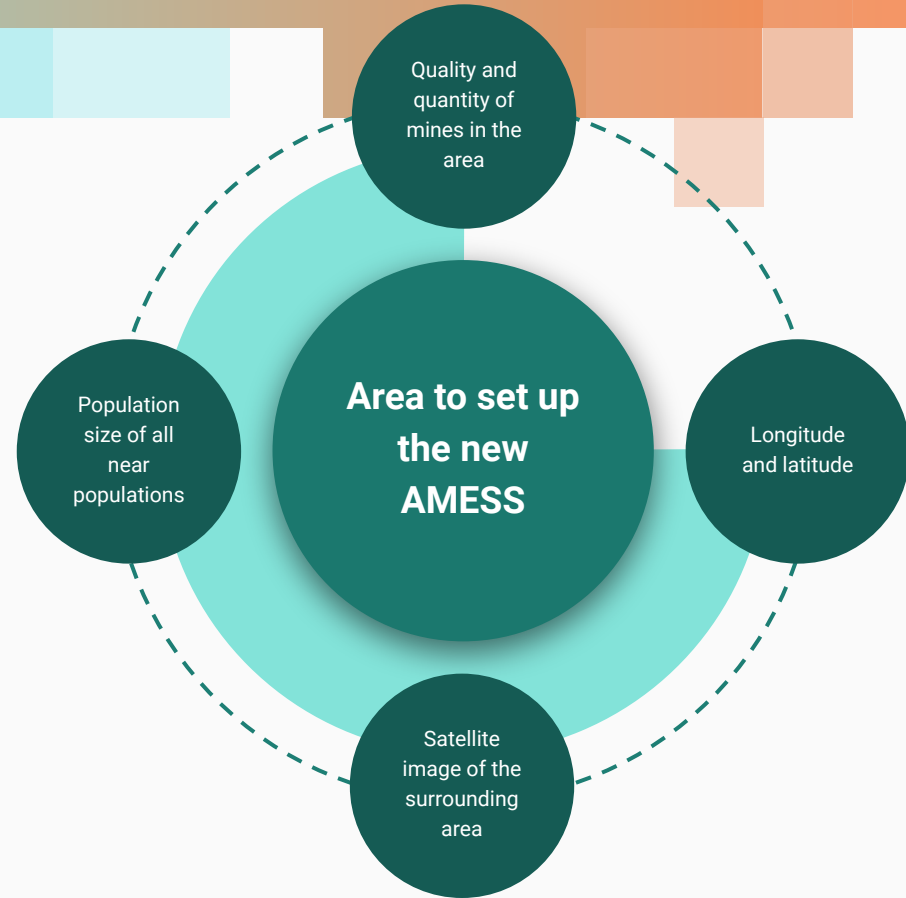 Quality and
quantity of
mines in the
area
Population
size of all
near
populations
Area to set up
the new
AMESS
Longitude
and latitude
Satellite
image of the
surrounding
area